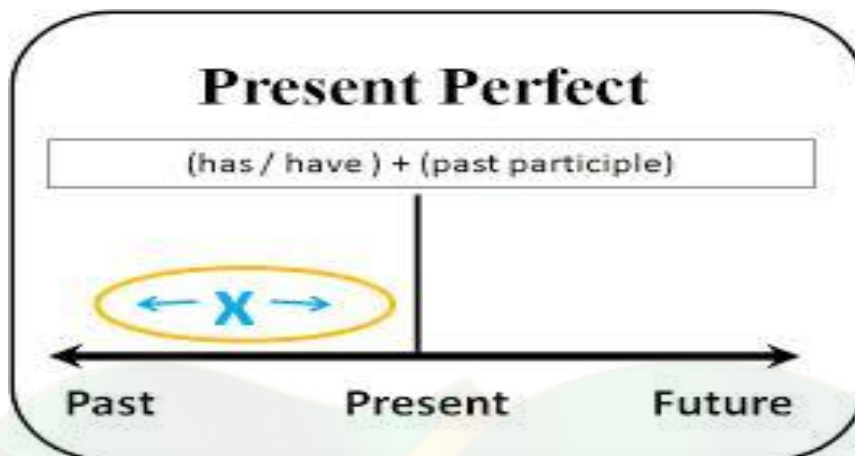 Present Perfect
(has / have ) + (past participle)
X
Past Present Future